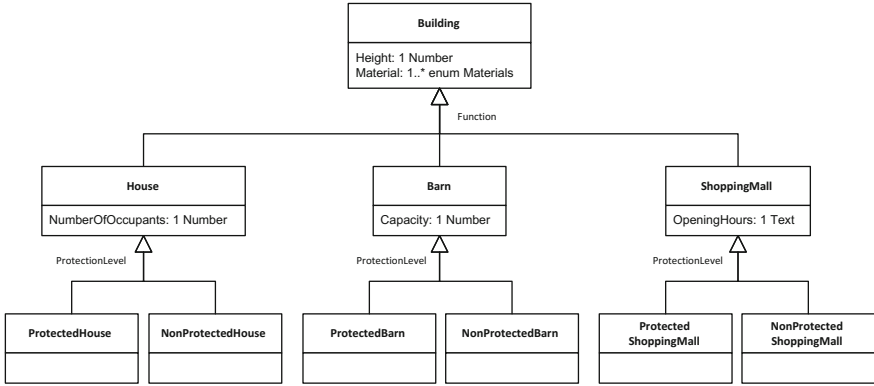 Building
Height: 1 Number
Material: 1..* enum Materials
Function
House
NumberOfOccupants: 1 Number
Barn
Capacity: 1 Number
ShoppingMall
OpeningHours: 1 Text
ProtectionLevel
ProtectionLevel
ProtectionLevel
ProtectedHouse
NonProtectedHouse
ProtectedBarn
NonProtectedBarn
Protected
ShoppingMall
NonProtected
ShoppingMall